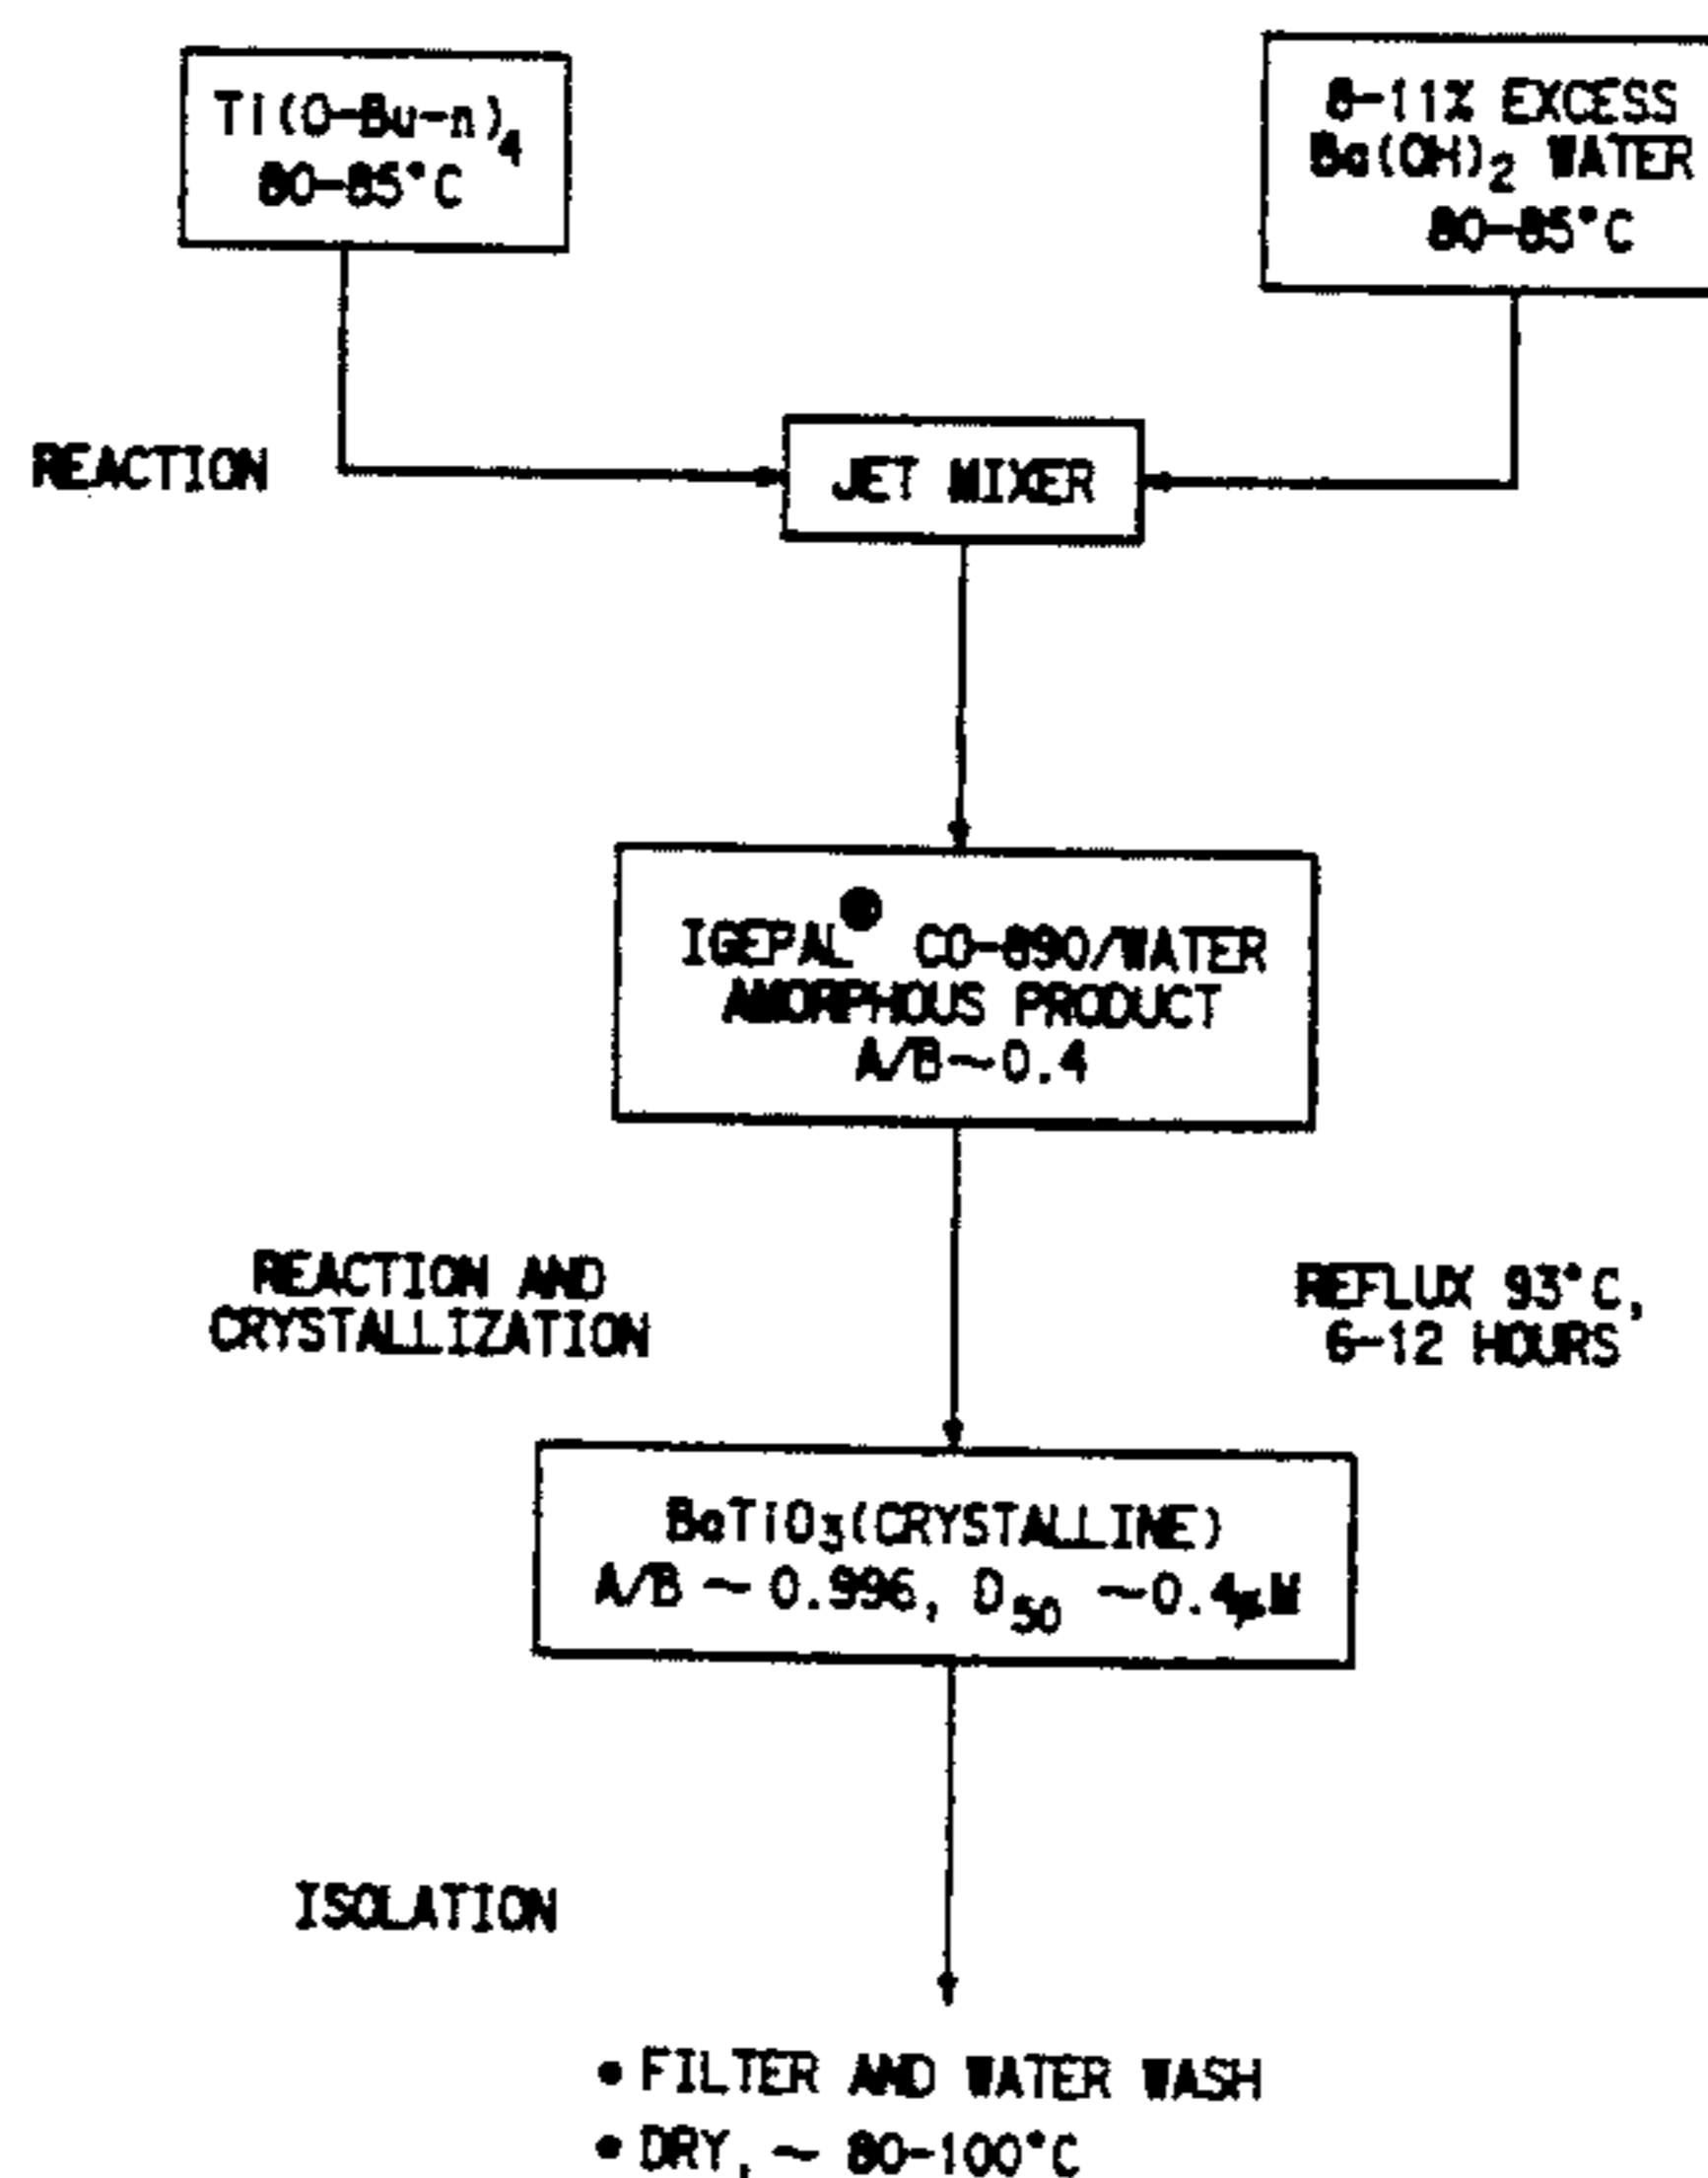 Ti(O-Bu-n)4
80-85°C
8-11% EXCESS
Ba(OH)2 WATER
80-85°C
REACTION
JET MIXER
IGEPAL® CO-890/WATER
AMORPHOUS PRODUCT
A/B~0.4
REACTION AND
CRYSTALLIZATION
REFLUX 93°C,
6-12 HOURS
BaTiO3(CRYSTALLINE)
A/B ~ 0.996, D50 ~0.4μM
ISOLATION
• FILTER AND WATER WASH
• DRY, ~ 80-100°C